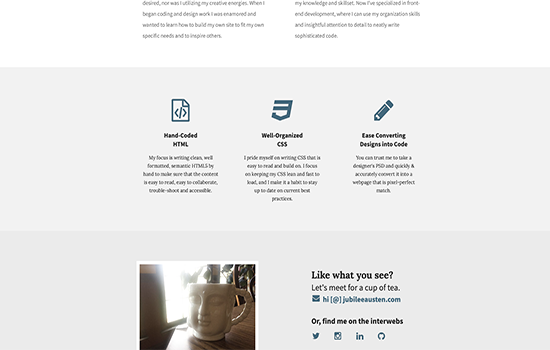 desired, nor was I utilizing my creative energies. When I
began coding and design work I was enamored and
wanted to learn how to build my own site to fit my own
specific needs and to inspire others.
my knowledge and skillset. Now I've specialized in front-
end development, where I can use my organization skills
and insightful attention to detail to neatly write
sophisticated code.
Hand-Coded
HTML
My focus is writing clean, well
formatted, semantic HTML5 by
hand to make sure that the content
is easy to read, easy to collaborate,
trouble-shoot and accessible.
Well-Organized
CSS
I pride myself on writing CSS that is
easy to read and build on. I focus
on keeping my CSS lean and fast to
load, and I make it a habit to stay
up to date on current best
practices.
Ease Converting
Designs into Code
You can trust me to take a
designer's PSD and quickly &
accurately convert it into a
webpage that is pixel-perfect
match.
Like what you see?
Let's meet for a cup of tea.
hi [@] jubileeausten.com
Or, find me on the interwebs